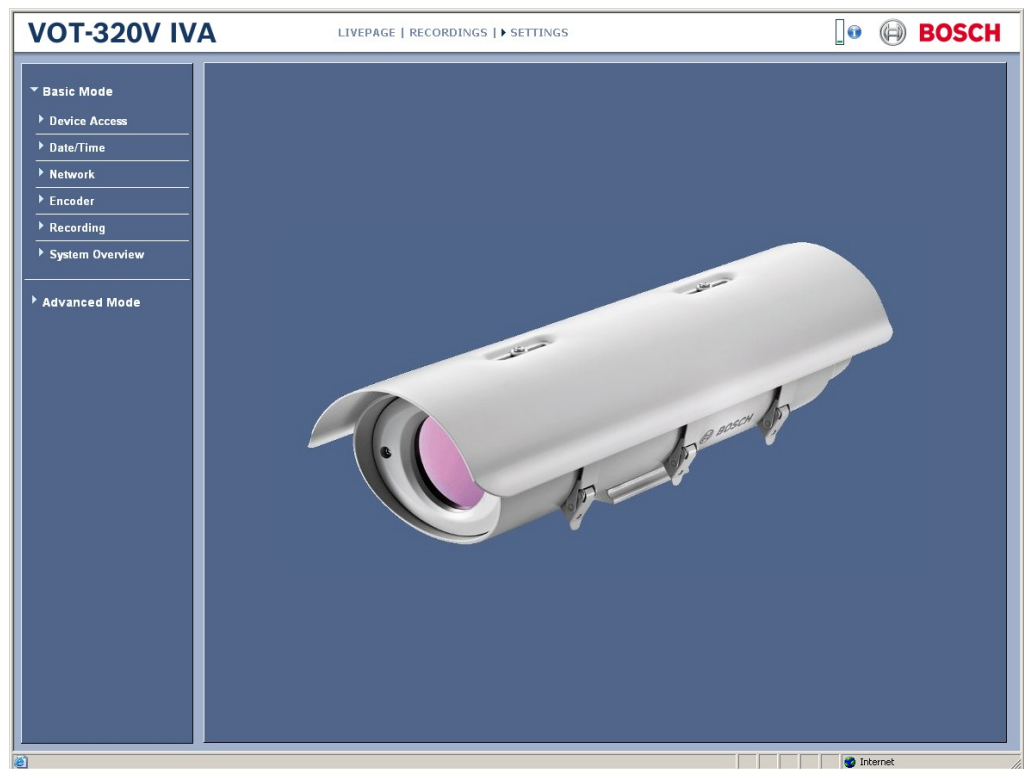 VOT-320V IVA
LIVEPAGE | RECORDINGS | SETTINGS
BOSCH
Basic Mode
Device Access
Date/Time
Network
Encoder
Recording
System Overview
Advanced Mode
BOSCH
Internet